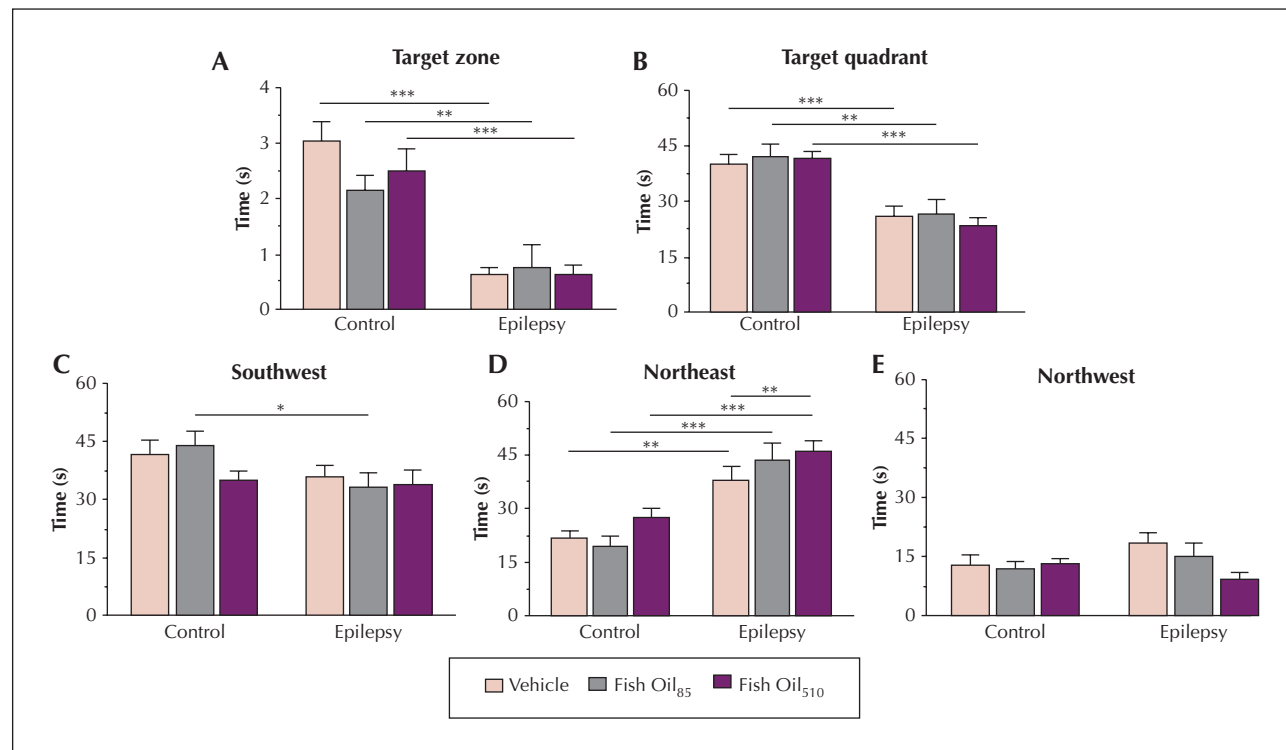 A
Target zone
Time (s)
4
3
2
1
0
***
**
***
Control Epilepsy
B
Target quadrant
Time (s)
60
45
30
15
0
***
**
***
Control Epilepsy
C
Southwest
Time (s)
60
45
30
15
0
*
Control Epilepsy
D
Northeast
Time (s)
60
45
30
15
0
**
***
***
**
Control Epilepsy
E
Northwest
Time (s)
60
45
30
15
0
Control Epilepsy
Vehicle Fish Oil85 Fish Oil510